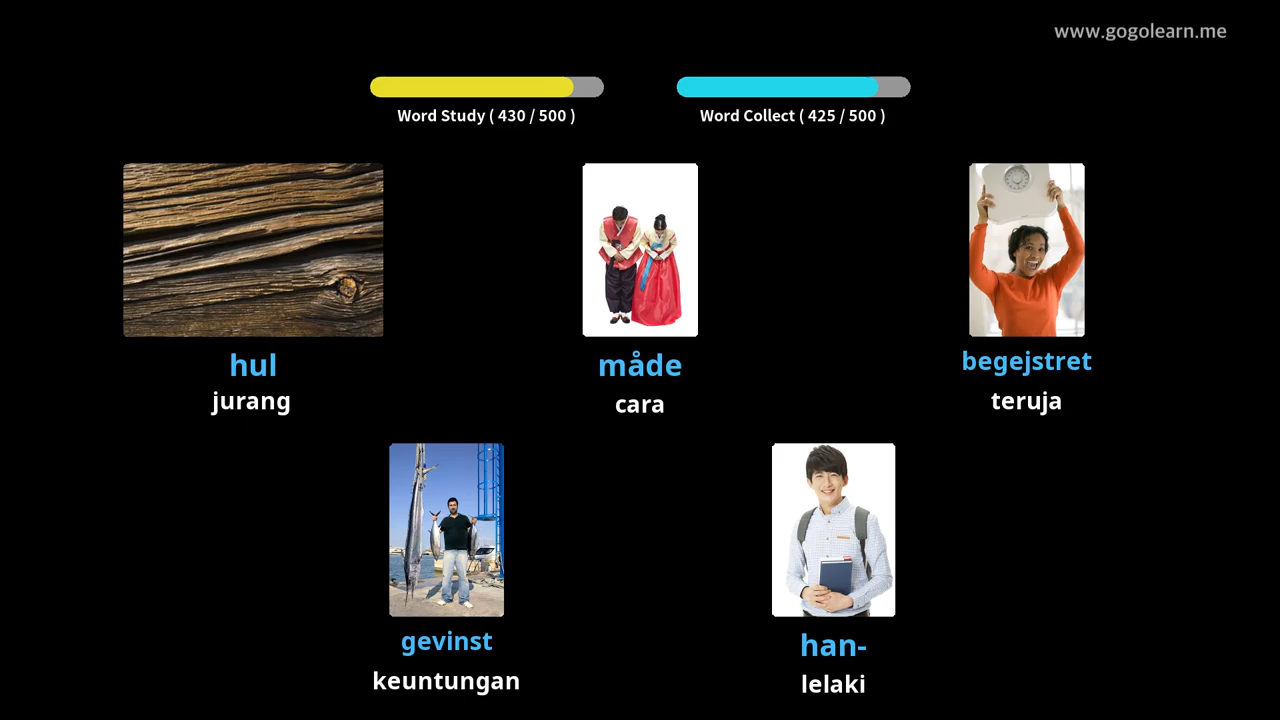 www.gogolearn.me
Word Study ( 430 / 500 )
Word Collect ( 425 / 500 )
hul
jurang
måde
cara
begejstret
teruja
gevinst
keuntungan
han-
lelaki